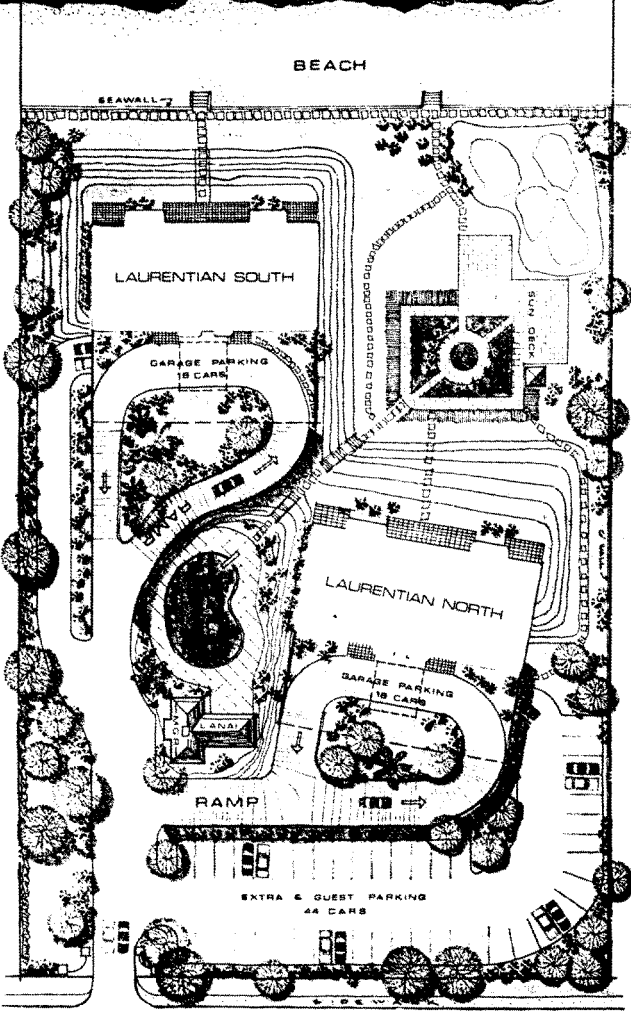 BEACH
SEAWALL
LAURENTIAN SOUTH
SUN DECK
GARAGE PARKING
18 CARS
RAMP
LAURENTIAN NORTH
GARAGE PARKING
18 CARS
MGR
LANAI
RAMP
EXTRA & GUEST PARKING
44 CARS
SIDEWALK